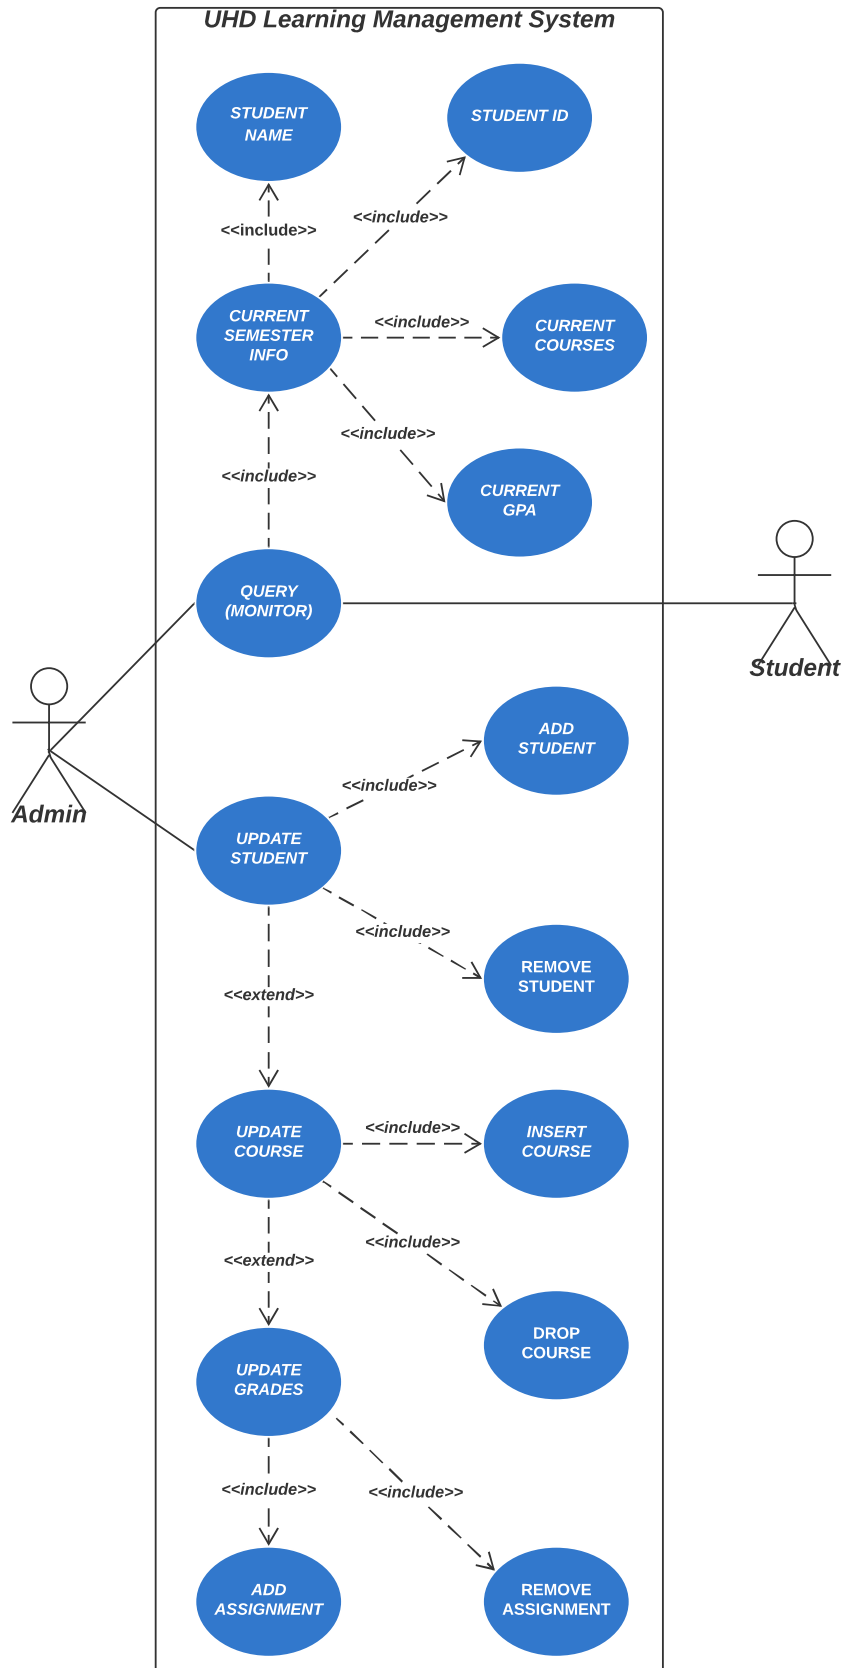 UHD Learning Management System
STUDENT
NAME
STUDENT ID
<<include>>
<<include>>
CURRENT
SEMESTER
INFO
<<include>>
CURRENT
COURSES
<<include>>
<<include>>
CURRENT
GPA
QUERY
(MONITOR)
Student
Admin
ADD
STUDENT
<<include>>
UPDATE
STUDENT
<<include>>
REMOVE
STUDENT
<<extend>>
UPDATE
COURSE
<<include>>
INSERT
COURSE
<<include>>
<<extend>>
DROP
COURSE
UPDATE
GRADES
<<include>>
<<include>>
ADD
ASSIGNMENT
REMOVE
ASSIGNMENT